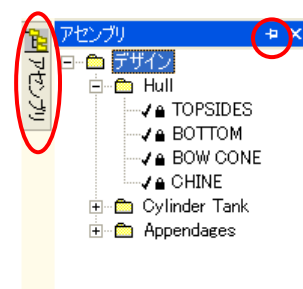 アセンブリ
アセンブリ
デザイン
Hull
TOPSIDES
BOTTOM
BOW CONE
CHINE
Cylinder Tank
Appendages